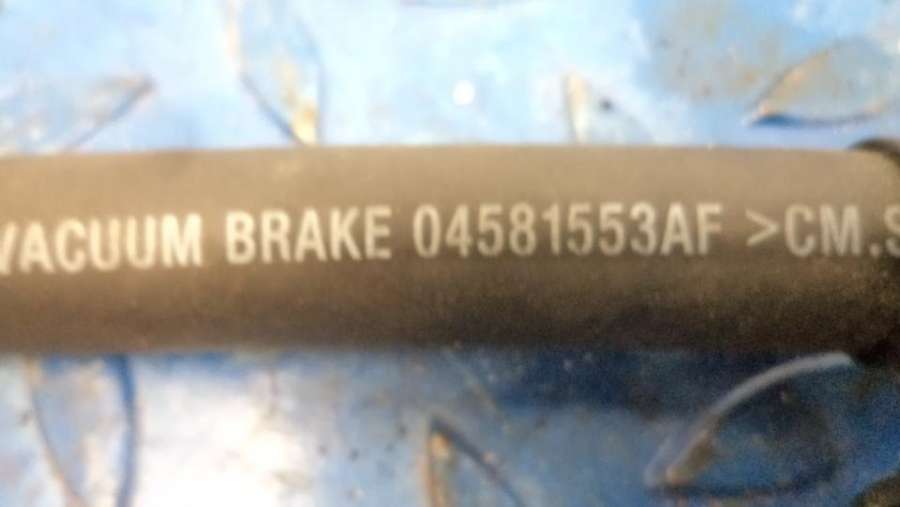 VACUUM BRAKE 04581553AF >CM.S